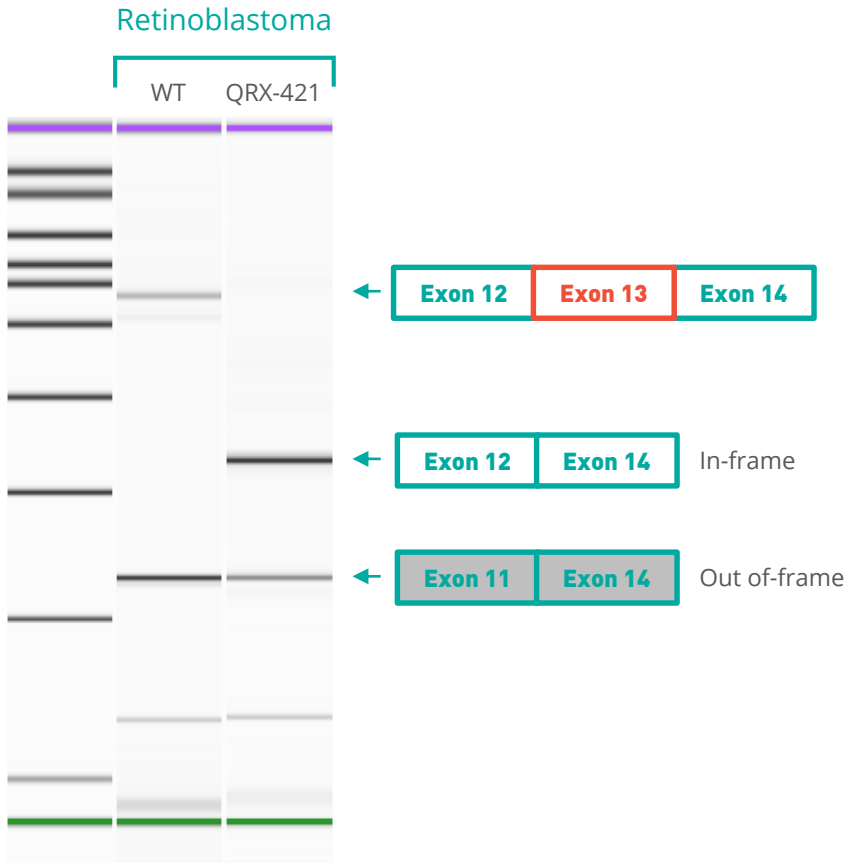 Retinoblastoma
WT QRX-421
Exon 12 Exon 13 Exon 14
Exon 12 Exon 14 In-frame
Exon 11 Exon 14 Out of-frame